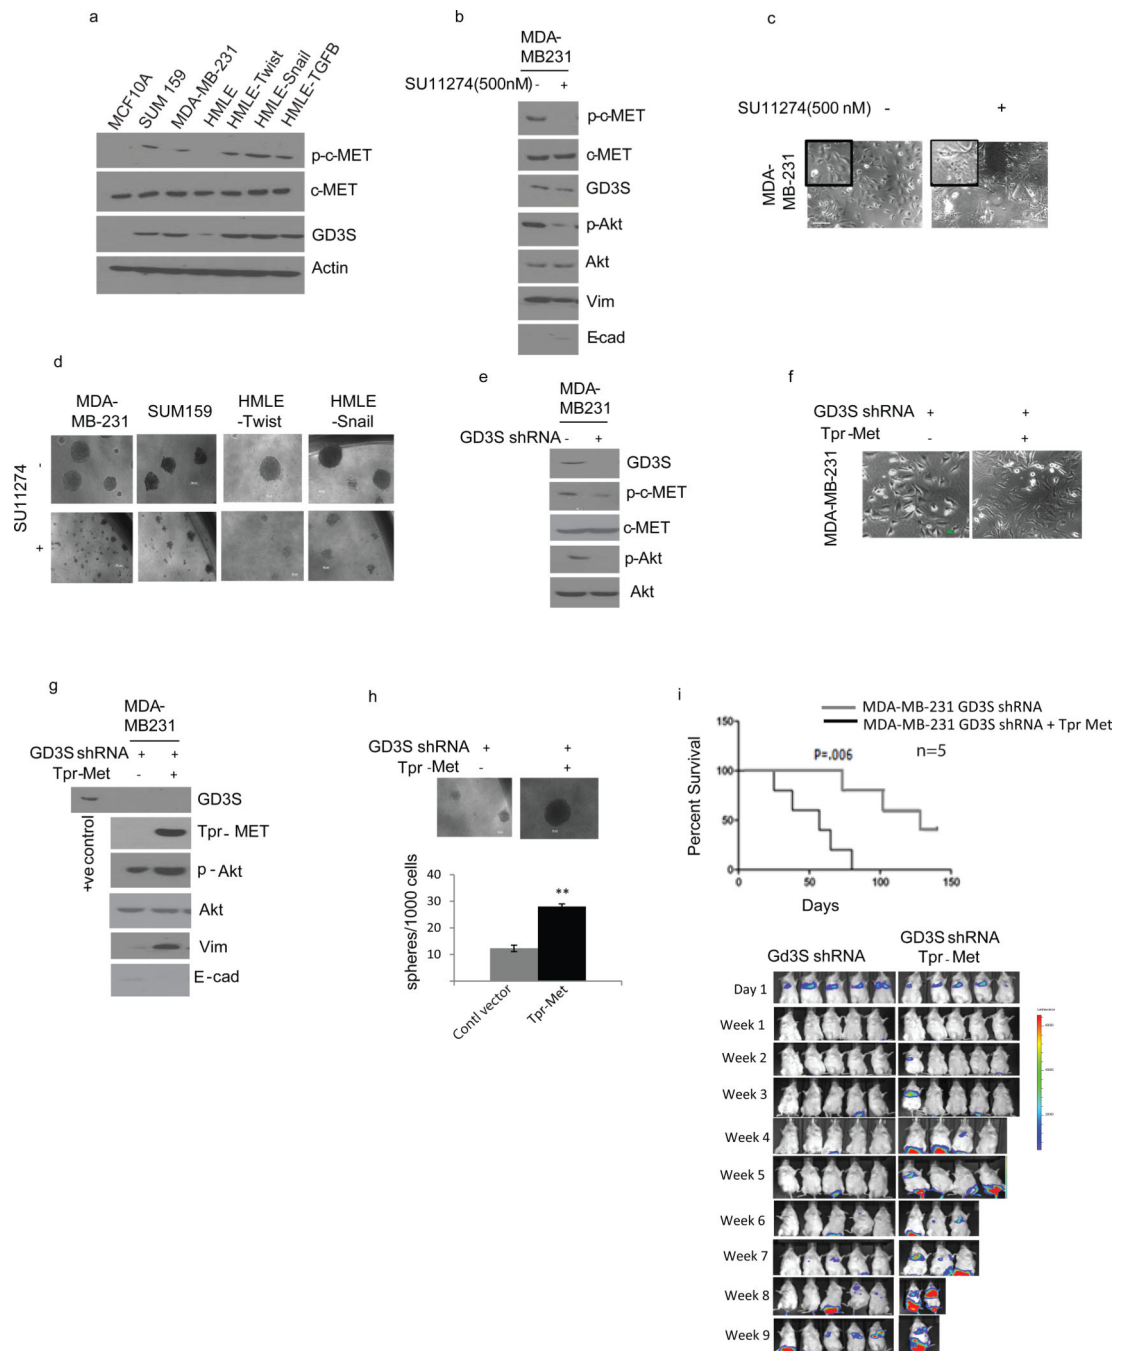 a
MCF10A
SUM 159
MDA-MB-231
HMLE
HMLE-Twist
HMLE-Snail
HMLE-TGFB
p-c-MET
c-MET
GD3S
Actin
b
MDA-
MB231
SU11274(500nM) - +
p-c-MET
c-MET
GD3S
p-Akt
Akt
Vim
E-cad
c
SU11274(500 nM) - +
MDA-
MB-231
d
MDA-
MB-231
SUM159
HMLE
-Twist
HMLE
-Snail
SU11274
-
+
e
MDA-
MB231
GD3S shRNA - +
GD3S
p-c-MET
c-MET
p-Akt
Akt
f
GD3S shRNA + +
Tpr-Met - +
MDA-MB-231
g
MDA-
MB231
GD3S shRNA + +
Tpr-Met - +
GD3S
+ve control
Tpr- MET
p - Akt
Akt
Vim
E-cad
h
GD3S shRNA + +
Tpr -Met - +
spheres/1000 cells
40
30
20
10
**
Contl vector
Tpr-Met
i
MDA-MB-231 GD3S shRNA
MDA-MB-231 GD3S shRNA + Tpr Met
n=5
P=.006
Percent Survival
100
50
0
0 50 100 150
Days
Gd3S shRNA
GD3S shRNA
Tpr- Met
Day 1
Week 1
Week 2
Week 3
Week 4
Week 5
Week 6
Week 7
Week 8
Week 9